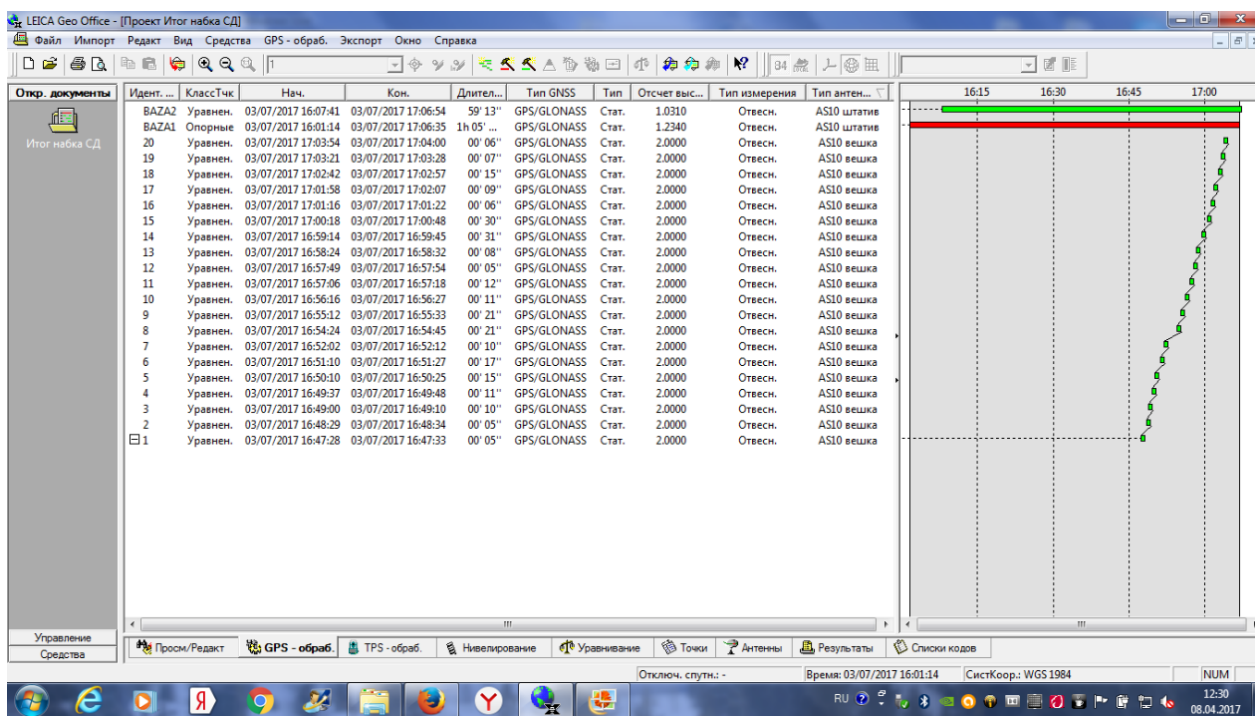 LEICA Geo Office - [Проект Итог набка СД]
Файл Импорт Редакт Вид Средства GPS - обраб. Экспорт Окно Справка
1
Откр. документы Идент. ... КлассТчк Нач. Кон. Длител... Тип GNSS Тип Отсчет выс... Тип измерения Тип антен... 16:15 16:30 16:45 17:00
BAZA2 Уравнен. 03/07/2017 16:07:41 03/07/2017 17:06:54 59' 13" GPS/GLONASS Стат. 1.0310 Отвесн. AS10 штатив
BAZA1 Опорные 03/07/2017 16:01:14 03/07/2017 17:06:35 1h 05' ... GPS/GLONASS Стат. 1.2340 Отвесн. AS10 штатив
Итог набка СД 20 Уравнен. 03/07/2017 17:03:54 03/07/2017 17:04:00 00' 06" GPS/GLONASS Стат. 2.0000 Отвесн. AS10 вешка
19 Уравнен. 03/07/2017 17:03:21 03/07/2017 17:03:28 00' 07" GPS/GLONASS Стат. 2.0000 Отвесн. AS10 вешка
18 Уравнен. 03/07/2017 17:02:42 03/07/2017 17:02:57 00' 15" GPS/GLONASS Стат. 2.0000 Отвесн. AS10 вешка
17 Уравнен. 03/07/2017 17:01:58 03/07/2017 17:02:07 00' 09" GPS/GLONASS Стат. 2.0000 Отвесн. AS10 вешка
16 Уравнен. 03/07/2017 17:01:16 03/07/2017 17:01:22 00' 06" GPS/GLONASS Стат. 2.0000 Отвесн. AS10 вешка
15 Уравнен. 03/07/2017 17:00:18 03/07/2017 17:00:48 00' 30" GPS/GLONASS Стат. 2.0000 Отвесн. AS10 вешка
14 Уравнен. 03/07/2017 16:59:14 03/07/2017 16:59:45 00' 31" GPS/GLONASS Стат. 2.0000 Отвесн. AS10 вешка
13 Уравнен. 03/07/2017 16:58:24 03/07/2017 16:58:32 00' 08" GPS/GLONASS Стат. 2.0000 Отвесн. AS10 вешка
12 Уравнен. 03/07/2017 16:57:49 03/07/2017 16:57:54 00' 05" GPS/GLONASS Стат. 2.0000 Отвесн. AS10 вешка
11 Уравнен. 03/07/2017 16:57:06 03/07/2017 16:57:18 00' 12" GPS/GLONASS Стат. 2.0000 Отвесн. AS10 вешка
10 Уравнен. 03/07/2017 16:56:16 03/07/2017 16:56:27 00' 11" GPS/GLONASS Стат. 2.0000 Отвесн. AS10 вешка
9 Уравнен. 03/07/2017 16:55:12 03/07/2017 16:55:33 00' 21" GPS/GLONASS Стат. 2.0000 Отвесн. AS10 вешка
8 Уравнен. 03/07/2017 16:54:24 03/07/2017 16:54:45 00' 21" GPS/GLONASS Стат. 2.0000 Отвесн. AS10 вешка
7 Уравнен. 03/07/2017 16:52:02 03/07/2017 16:52:12 00' 10" GPS/GLONASS Стат. 2.0000 Отвесн. AS10 вешка
6 Уравнен. 03/07/2017 16:51:10 03/07/2017 16:51:27 00' 17" GPS/GLONASS Стат. 2.0000 Отвесн. AS10 вешка
5 Уравнен. 03/07/2017 16:50:10 03/07/2017 16:50:25 00' 15" GPS/GLONASS Стат. 2.0000 Отвесн. AS10 вешка
4 Уравнен. 03/07/2017 16:49:37 03/07/2017 16:49:48 00' 11" GPS/GLONASS Стат. 2.0000 Отвесн. AS10 вешка
3 Уравнен. 03/07/2017 16:49:00 03/07/2017 16:49:10 00' 10" GPS/GLONASS Стат. 2.0000 Отвесн. AS10 вешка
2 Уравнен. 03/07/2017 16:48:29 03/07/2017 16:48:34 00' 05" GPS/GLONASS Стат. 2.0000 Отвесн. AS10 вешка
1 Уравнен. 03/07/2017 16:47:28 03/07/2017 16:47:33 00' 05" GPS/GLONASS Стат. 2.0000 Отвесн. AS10 вешка
Управление
Средства
Просм/Редакт GPS - обраб. TPS - обраб. Нивелирование Уравнивание Точки Антенны Результаты Списки кодов
Отключ. спутн.: - Время: 03/07/2017 16:01:14 СистКоор.: WGS 1984 NUM
RU 12:30
08.04.2017